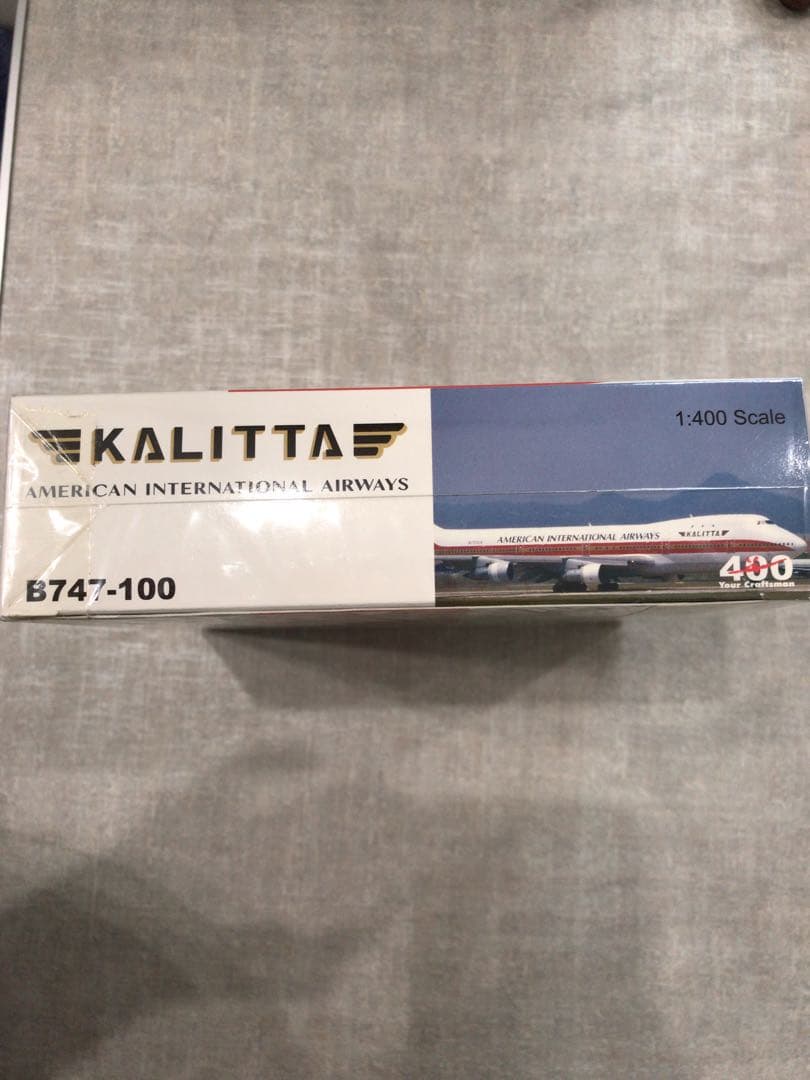 KALITTA
AMERICAN INTERNATIONAL AIRWAYS
B747-100
1:400 Scale
AMERICAN INTERNATIONAL AIRWAYS KALITTA
400
Your Craftsman